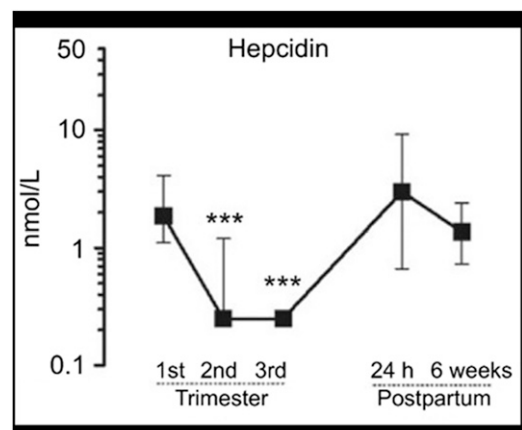 Hepcidin
50
10
1
0.1
nmol/L
***
***
1st 2nd 3rd
Trimester
24 h 6 weeks
Postpartum